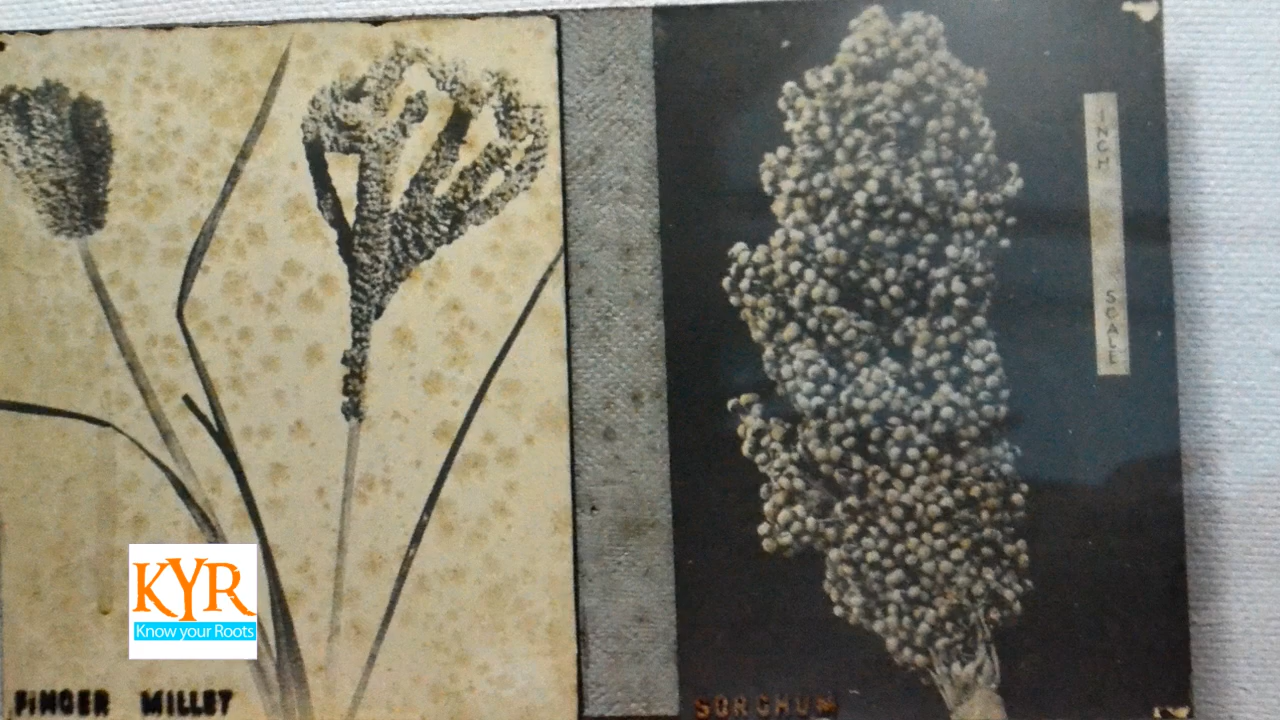 INCH SCALE
KYR
Know your Roots
FINGER MILLET
SORGHUM